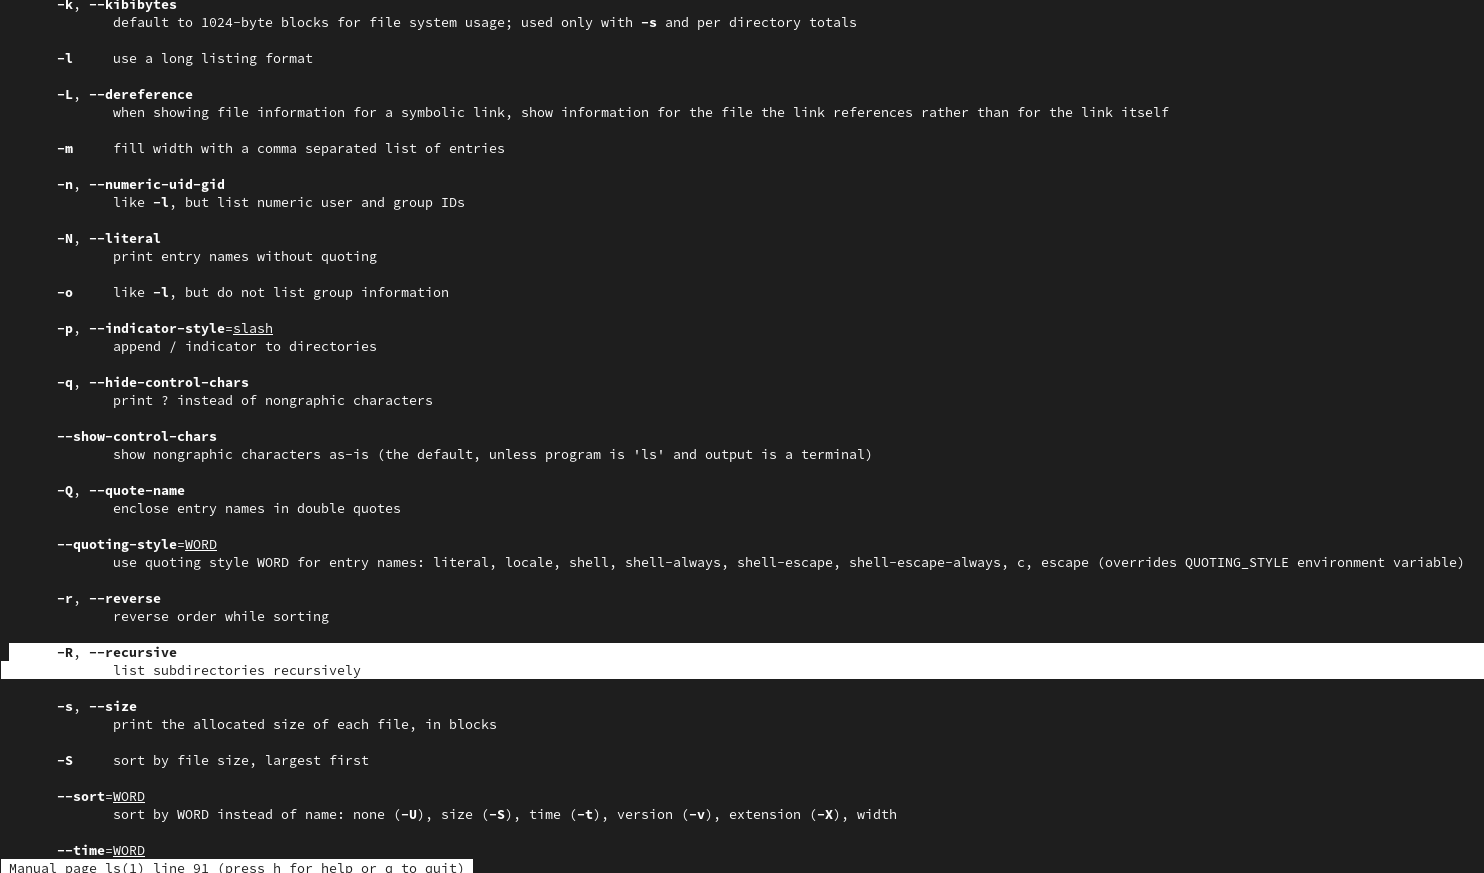 -k, --kibibytes
default to 1024-byte blocks for file system usage; used only with -s and per directory totals
-l     use a long listing format
-L, --dereference
when showing file information for a symbolic link, show information for the file the link references rather than for the link itself
-m     fill width with a comma separated list of entries
-n, --numeric-uid-gid
like -l, but list numeric user and group IDs
-N, --literal
print entry names without quoting
-o     like -l, but do not list group information
-p, --indicator-style=slash
append / indicator to directories
-q, --hide-control-chars
print ? instead of nongraphic characters
--show-control-chars
show nongraphic characters as-is (the default, unless program is 'ls' and output is a terminal)
-Q, --quote-name
enclose entry names in double quotes
--quoting-style=WORD
use quoting style WORD for entry names: literal, locale, shell, shell-always, shell-escape, shell-escape-always, c, escape (overrides QUOTING_STYLE environment variable)
-r, --reverse
reverse order while sorting
-R, --recursive
list subdirectories recursively
-s, --size
print the allocated size of each file, in blocks
-S     sort by file size, largest first
--sort=WORD
sort by WORD instead of name: none (-U), size (-S), time (-t), version (-v), extension (-X), width
--time=WORD
Manual page ls(1) line 91 (press h for help or q to quit)